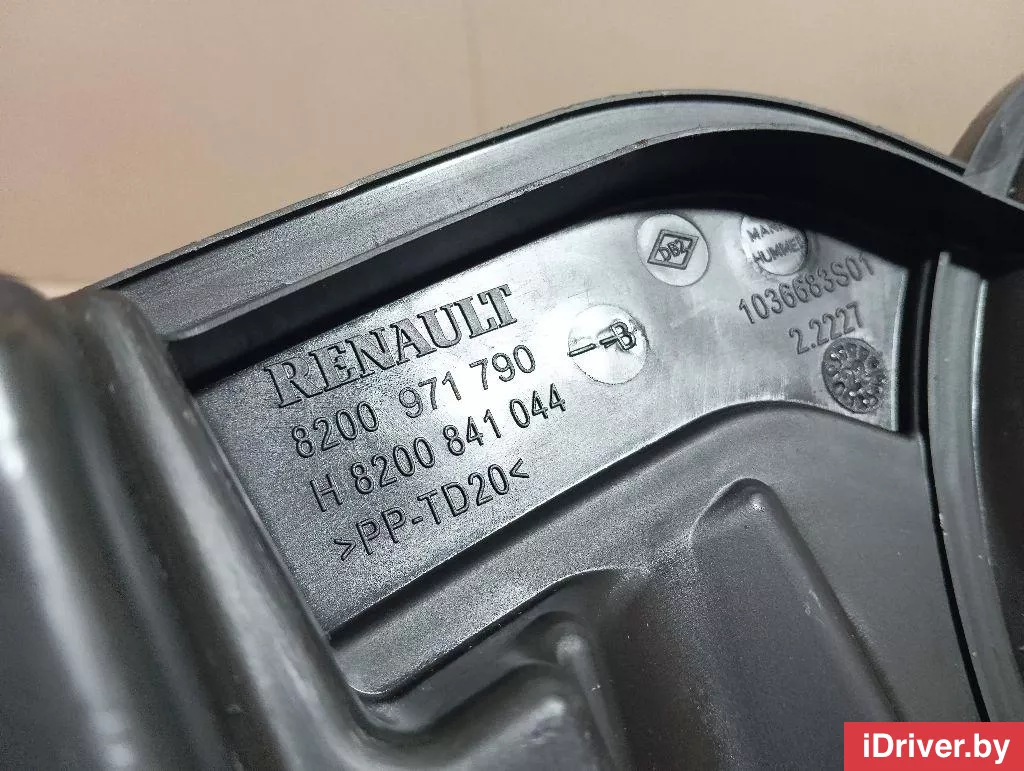 RENAULT
8200 971 790
H 8200 841 044
>PP-TD20<
B
MANN
HUMMEL
1036683S01
2.2227
iDriver.by